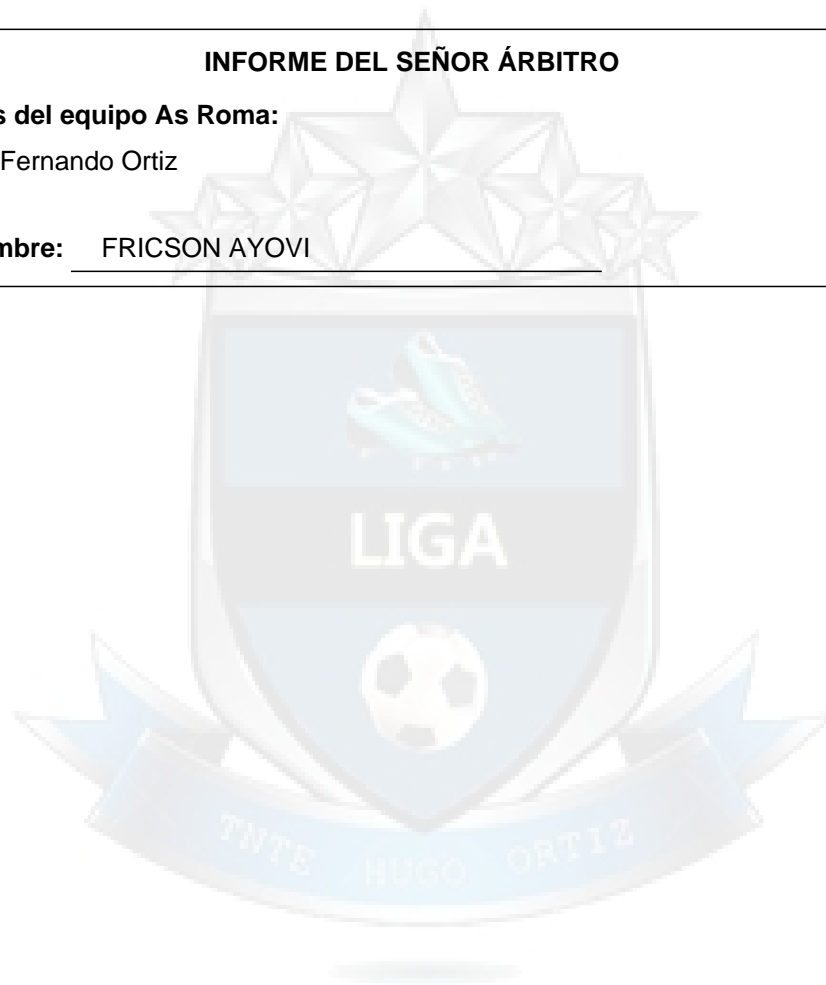 INFORME DEL SEÑOR ÁRBITRO
s del equipo As Roma:
Fernando Ortiz
mbre: FRICSON AYOVI
LIGA
TNTE HUGO ORTIZ